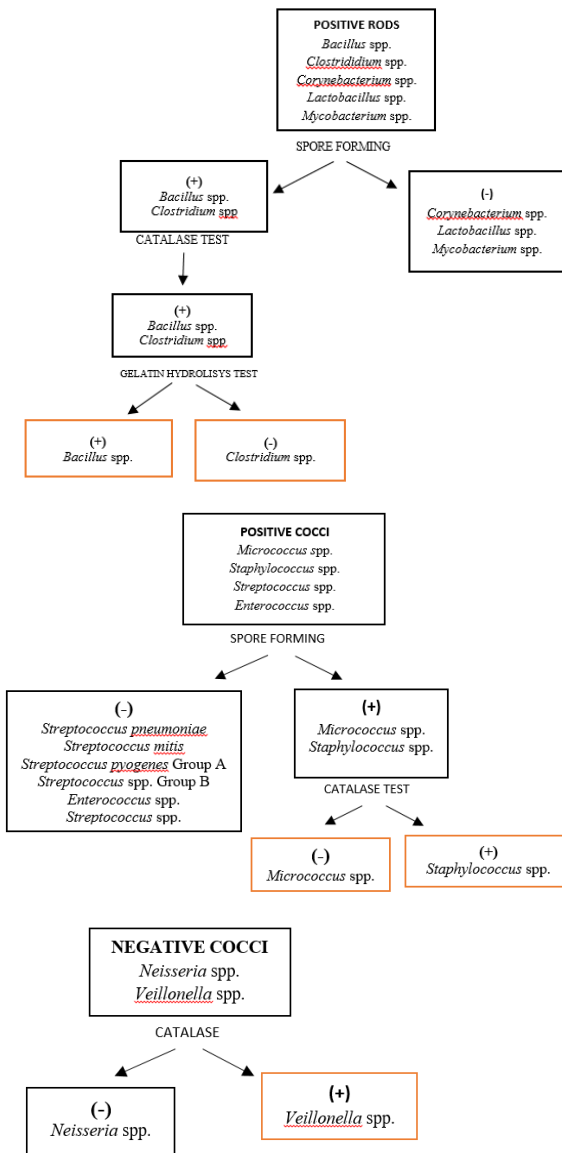 POSITIVE RODS
Bacillus spp.
Clostrididium spp.
Corynebacterium spp.
Lactobacillus spp.
Mycobacterium spp.
SPORE FORMING
(+)
Bacillus spp.
Clostridium spp
(-)
Corynebacterium spp.
Lactobacillus spp.
Mycobacterium spp.
CATALASE TEST
(+)
Bacillus spp.
Clostridium spp
GELATIN HYDROLISYS TEST
(+)
Bacillus spp.
(-)
Clostridium spp.
POSITIVE COCCI
Micrococcus spp.
Staphylococcus spp.
Streptococcus spp.
Enterococcus spp.
SPORE FORMING
(-)
Streptococcus pneumoniae
Streptococcus mitis
Streptococcus pyogenes Group A
Streptococcus spp. Group B
Enterococcus spp.
Streptococcus spp.
(+)
Micrococcus spp.
Staphylococcus spp.
CATALASE TEST
(-)
Micrococcus spp.
(+)
Staphylococcus spp.
NEGATIVE COCCI
Neisseria spp.
Veillonella spp.
CATALASE
(-)
Neisseria spp.
(+)
Veillonella spp.